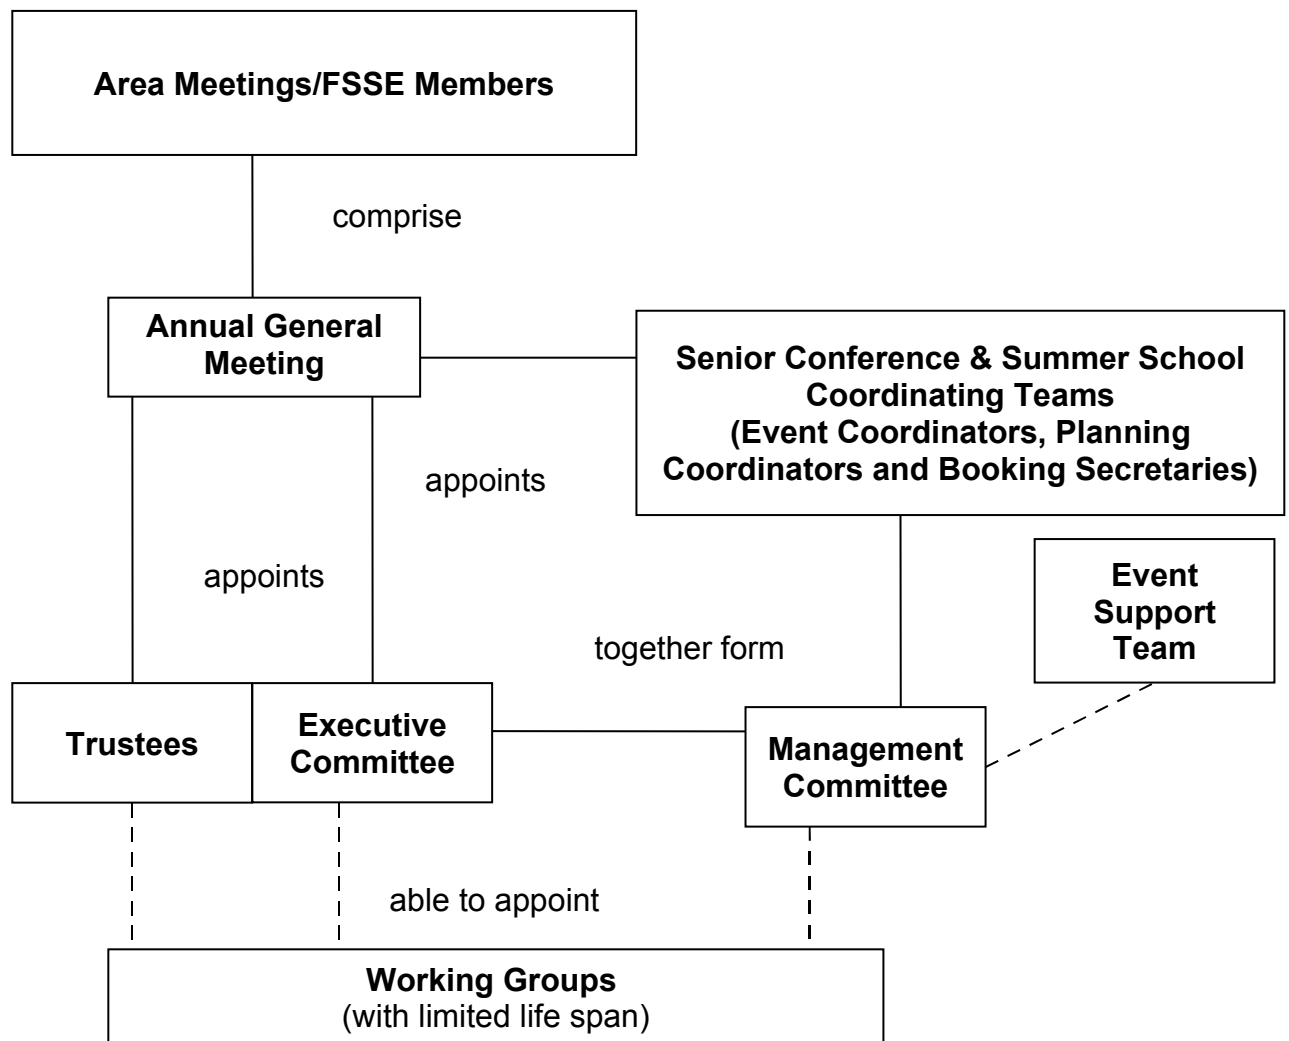 Area Meetings/FSSE Members
comprise
Annual General
Meeting
Senior Conference & Summer School
Coordinating Teams
(Event Coordinators, Planning
Coordinators and Booking Secretaries)
appoints
appoints
Event
Support
Team
together form
Trustees
Executive
Committee
Management
Committee
able to appoint
Working Groups
(with limited life span)